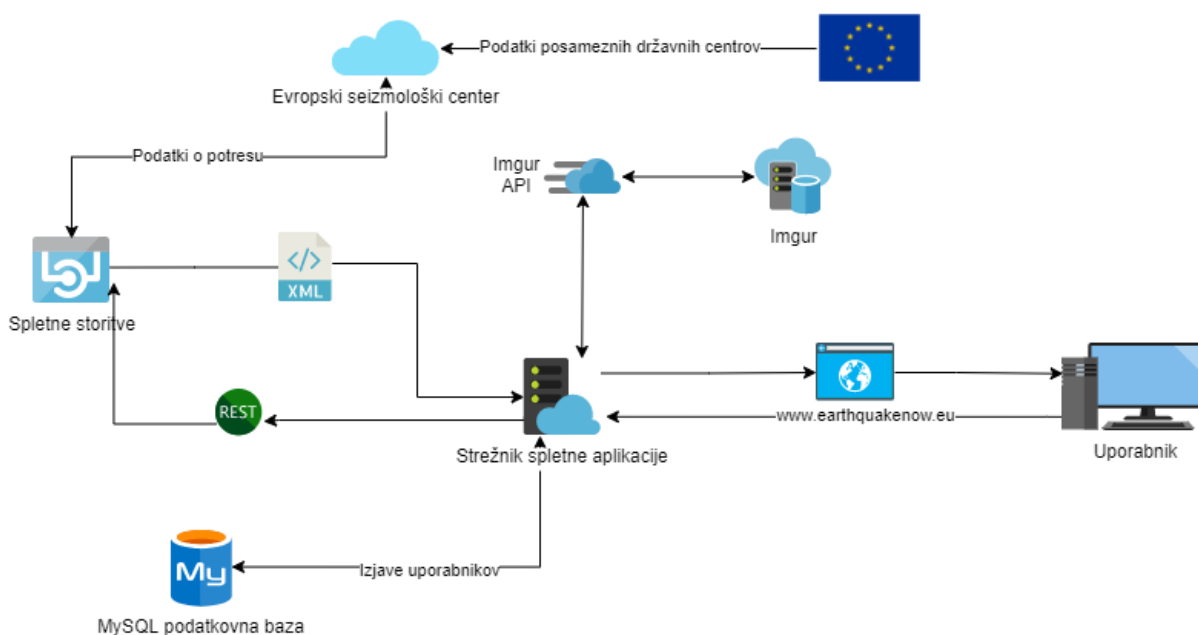 Podatki posameznih državnih centrov
Evropski seizmološki center
Podatki o potresu
Imgur
API
Imgur
</>
XML
Spletne storitve
REST
www.earthquakenow.eu
Strežnik spletne aplikacije
Uporabnik
Izjave uporabnikov
My
MySQL podatkovna baza